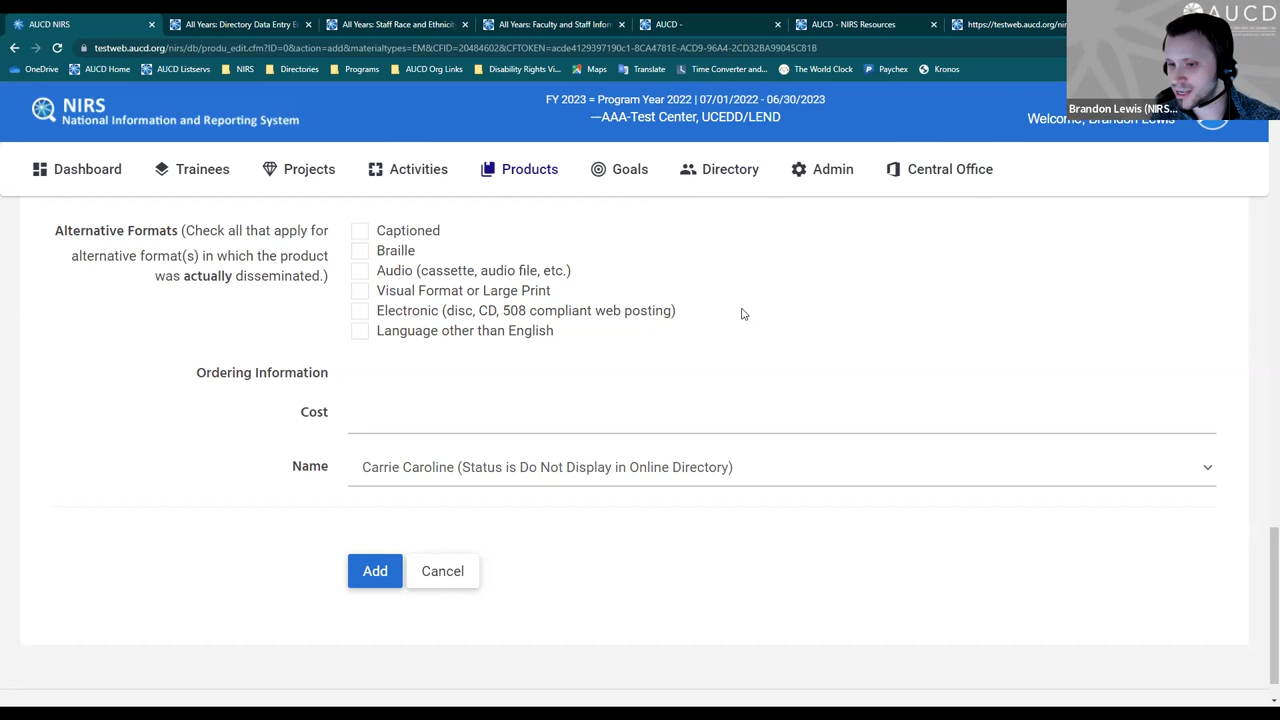 AUCD NIRS
All Years: Directory Data Entry E
All Years: Staff Race and Ethnicit
All Years: Faculty and Staff Infor
AUCD -
AUCD - NIRS Resources
https://testweb.aucd.org/nir
AUCD
testweb.aucd.org/nirs/db/produ_edit.cfm?ID=0&action=add&materialtypes=EM&CFID=20484602&CFTOKEN=acde4129397190c1-8CA4781E-ACD9-96A4-2CD32BA99045C81B
OneDrive
AUCD Home
AUCD Listservs
NIRS
Directories
Programs
AUCD Org Links
Disability Rights Vi...
Maps
Translate
Time Converter and...
The World Clock
Paychex
Kronos
Brandon Lewis (NIRS...
NIRS
National Information and Reporting System
FY 2023 = Program Year 2022 | 07/01/2022 - 06/30/2023
—AAA-Test Center, UCEDD/LEND
Welcome, Brandon Lewis
Dashboard
Trainees
Projects
Activities
Products
Goals
Directory
Admin
Central Office
Alternative Formats (Check all that apply for
alternative format(s) in which the product
was actually disseminated.)
Captioned
Braille
Audio (cassette, audio file, etc.)
Visual Format or Large Print
Electronic (disc, CD, 508 compliant web posting)
Language other than English
Ordering Information
Cost
Name
Carrie Caroline (Status is Do Not Display in Online Directory)
Add
Cancel